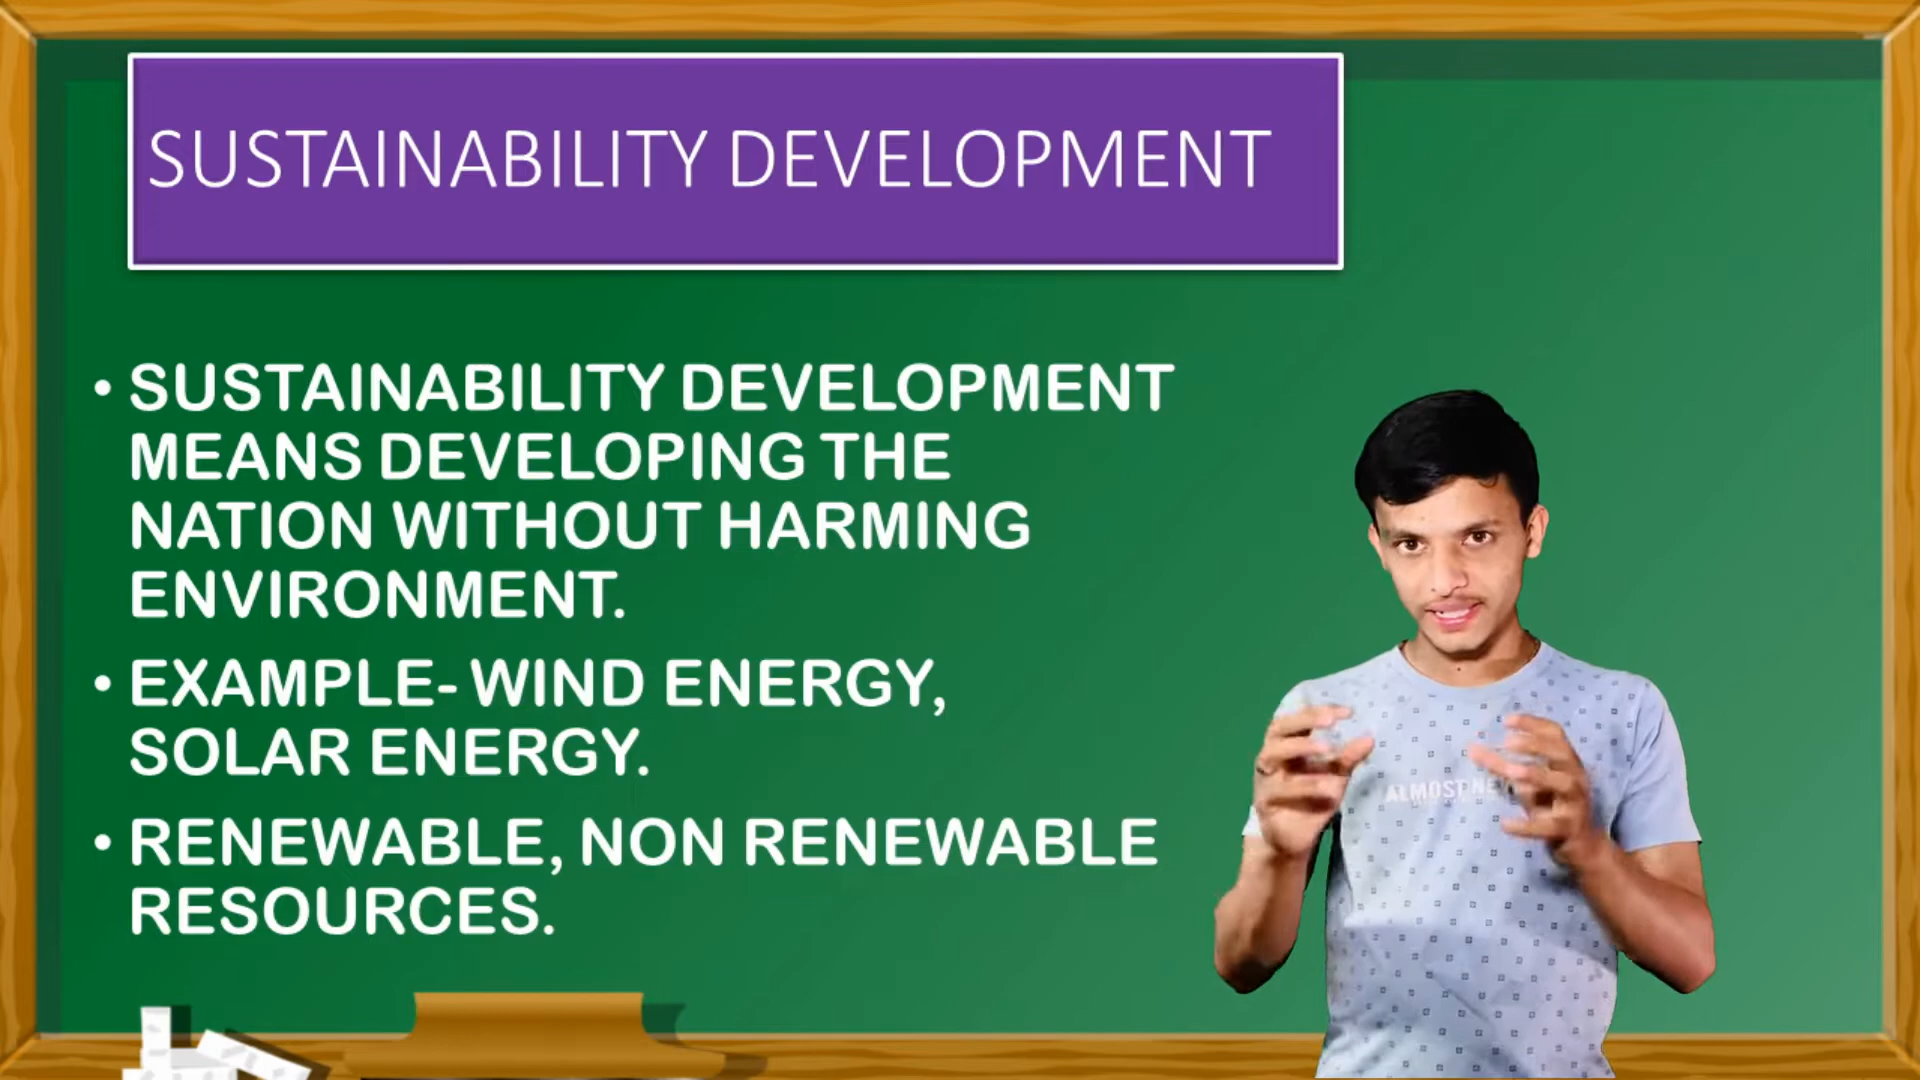 SUSTAINABILITY DEVELOPMENT
• SUSTAINABILITY DEVELOPMENT
MEANS DEVELOPING THE
NATION WITHOUT HARMING
ENVIRONMENT.
• EXAMPLE- WIND ENERGY,
SOLAR ENERGY.
• RENEWABLE, NON RENEWABLE
RESOURCES.
ALMOST